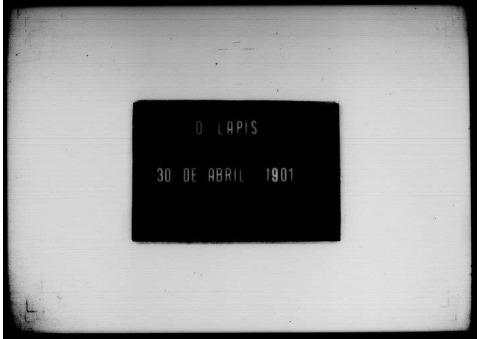 O LAPIS
30 DE ABRIL 1901